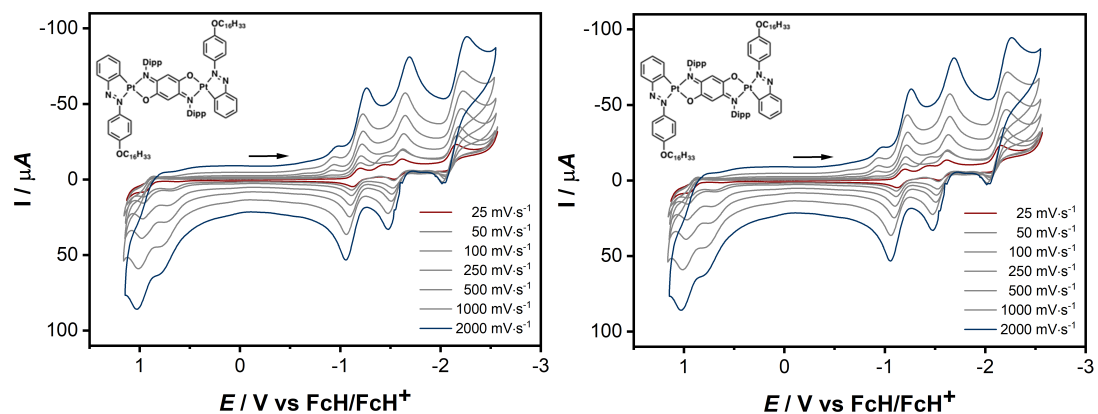 -100
-50
0
50
100
I / μA
OC16H33
Dipp
N
O
N
Pt
Pt
N
N
N
O
N
Dipp
OC16H33
25 mV·s-1
50 mV·s-1
100 mV·s-1
250 mV·s-1
500 mV·s-1
1000 mV·s-1
2000 mV·s-1
1
0
-1
-2
-3
E / V vs FcH/FcH+
-100
-50
0
50
100
I / μA
OC16H33
Dipp
N
O
N
Pt
Pt
N
N
N
O
N
Dipp
OC16H33
25 mV·s-1
50 mV·s-1
100 mV·s-1
250 mV·s-1
500 mV·s-1
1000 mV·s-1
2000 mV·s-1
1
0
-1
-2
-3
E / V vs FcH/FcH+